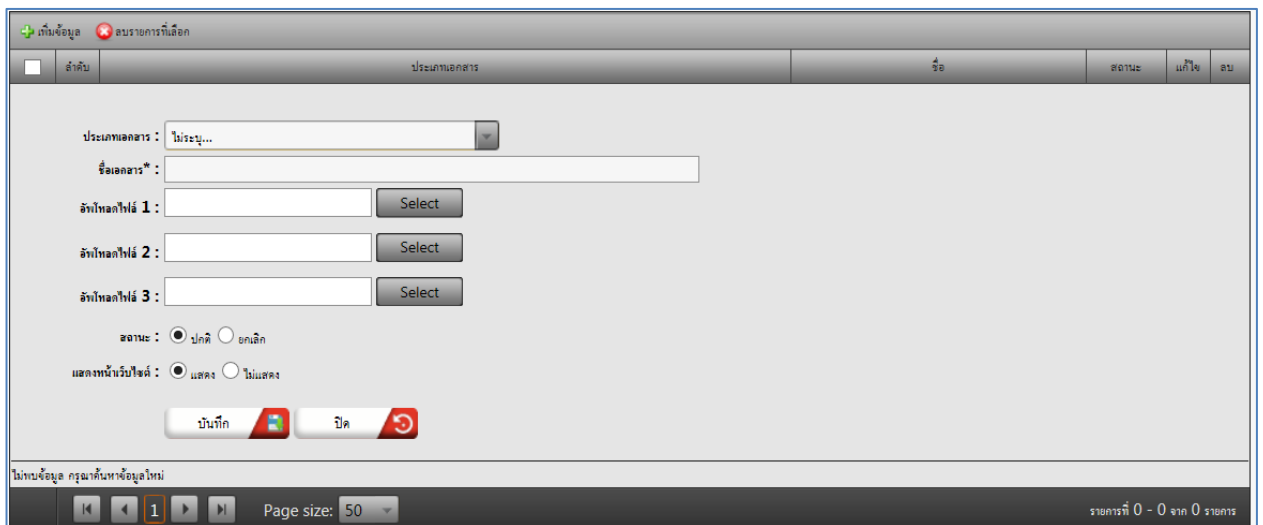 เพิ่มข้อมูล ลบรายการที่เลือก
ลำดับ ประเภทเอกสาร ชื่อ สถานะ แก้ไข ลบ
ประเภทเอกสาร : ไม่ระบุ...
ชื่อเอกสาร* :
อัพโหลดไฟล์ 1 : Select
อัพโหลดไฟล์ 2 : Select
อัพโหลดไฟล์ 3 : Select
สถานะ : ปกติ ยกเลิก
แสดงหน้าเว็บไซต์ : แสดง ไม่แสดง
บันทึก ปิด
ไม่พบข้อมูล กรุณาค้นหาข้อมูลใหม่
1 Page size: 50 รายการที่ 0 - 0 จาก 0 รายการ